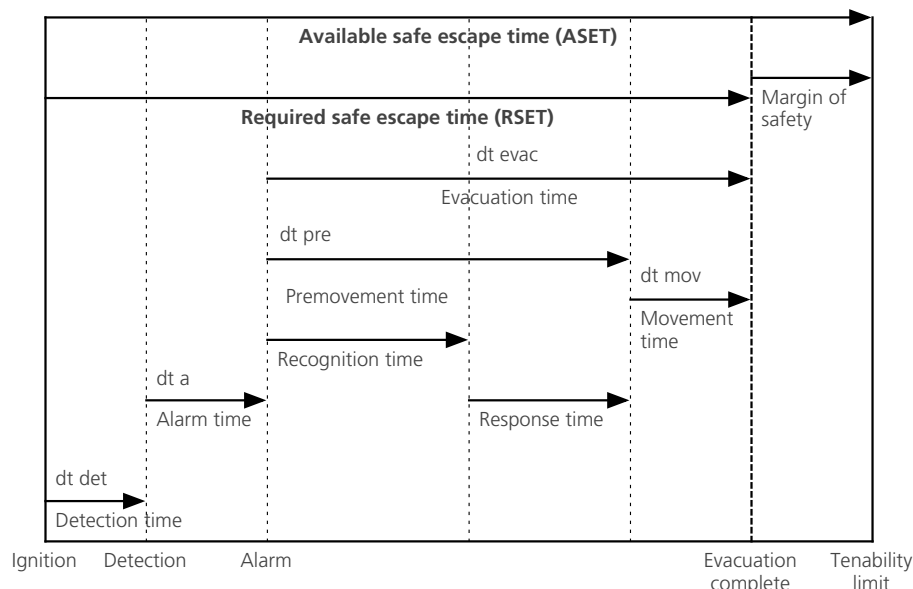 Available safe escape time (ASET)
Margin of
safety
Required safe escape time (RSET)
dt evac
Evacuation time
dt pre
Premovement time
dt mov
Movement
time
Recognition time
dt a
Alarm time
Response time
dt det
Detection time
Ignition Detection Alarm Evacuation Tenability
complete limit